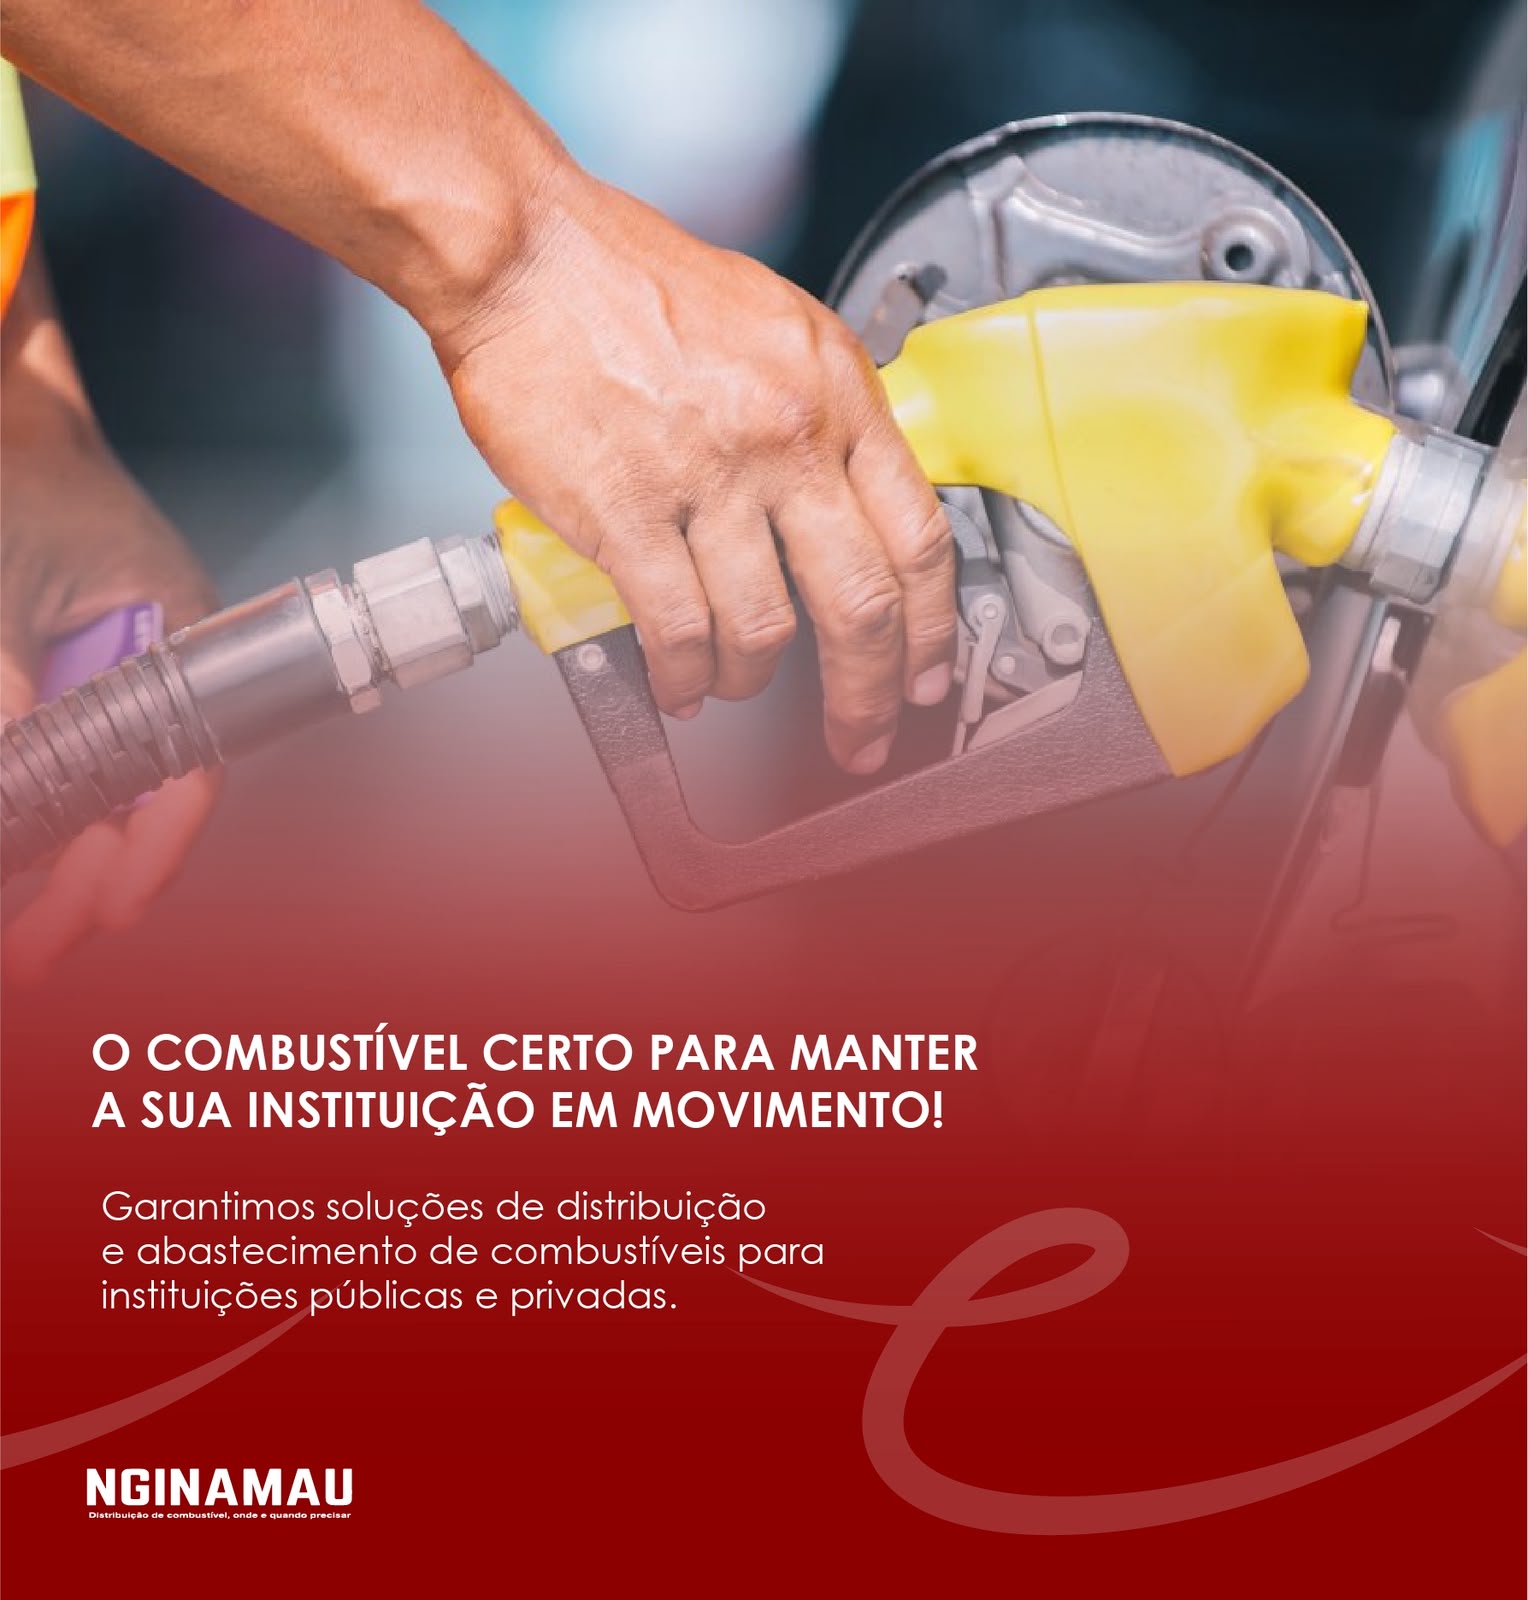 O COMBUSTÍVEL CERTO PARA MANTER
A SUA INSTITUIÇÃO EM MOVIMENTO!
Garantimos soluções de distribuição
e abastecimento de combustíveis para
instituições públicas e privadas.
NGINAMAU
Distribuição de combustível, onde e quando precisar